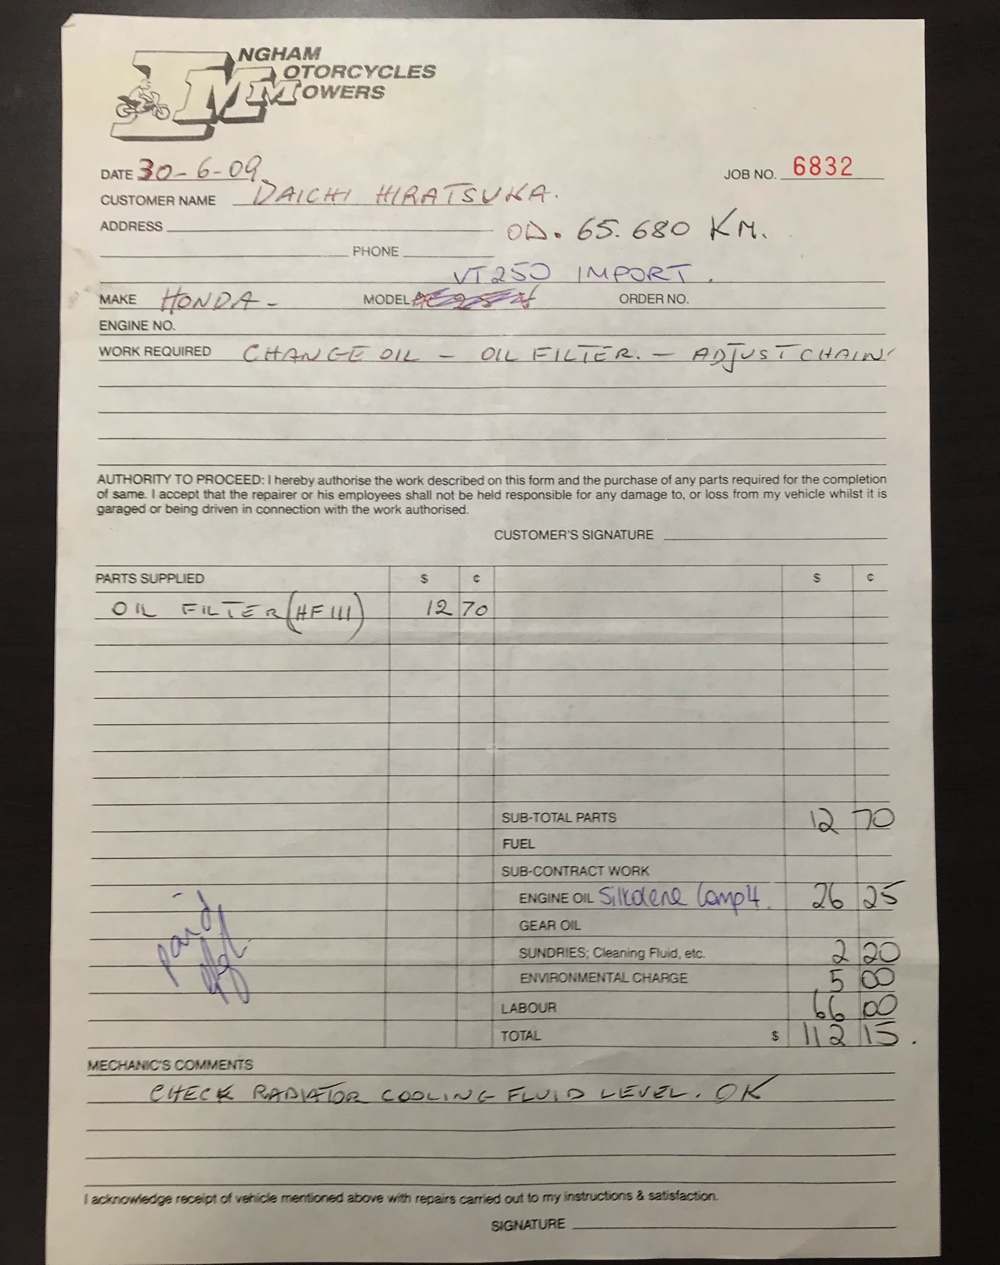 INGHAM
MOTORCYCLES
MOWERS
DATE 30-6-09
JOB NO. 6832
CUSTOMER NAME DAICHI HIRATSUKA.
ADDRESS
OD. 65.680 KM.
PHONE
VT250 IMPORT.
MAKE HONDA - MODEL ORDER NO.
ENGINE NO.
WORK REQUIRED CHANGE OIL - OIL FILTER. - ADJUST CHAIN
AUTHORITY TO PROCEED: I hereby authorise the work described on this form and the purchase of any parts required for the completion
of same. I accept that the repairer or his employees shall not be held responsible for any damage to, or loss from my vehicle whilst it is
garaged or being driven in connection with the work authorised.
CUSTOMER'S SIGNATURE
PARTS SUPPLIED $ ¢ $ ¢
OIL FILTER (HF111) 12 70
SUB-TOTAL PARTS 12 70
FUEL
SUB-CONTRACT WORK
ENGINE OIL Silkolene Comp4. 26 25
GEAR OIL
SUNDRIES; Cleaning Fluid, etc. 2 20
ENVIRONMENTAL CHARGE 5 00
LABOUR 66 00
TOTAL $ 112 15.
paid
MECHANIC'S COMMENTS
CHECK RADIATOR COOLING FLUID LEVEL. OK
I acknowledge receipt of vehicle mentioned above with repairs carried out to my instructions & satisfaction.
SIGNATURE